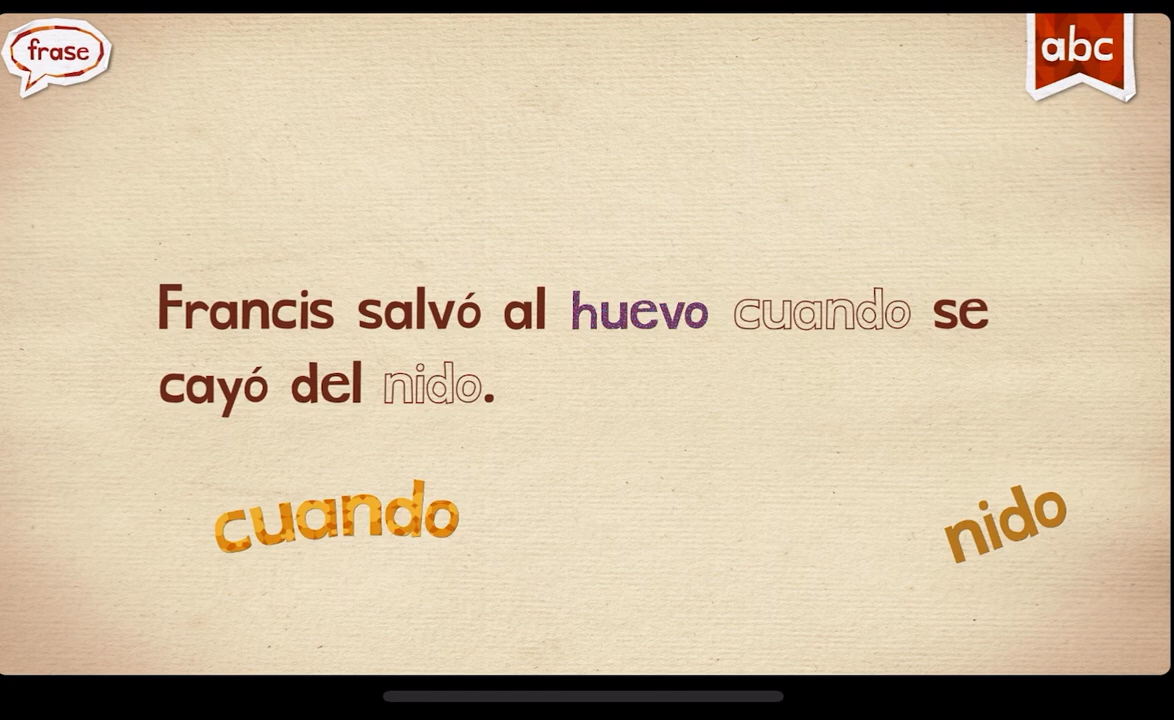 frase
abc
Francis salvó al huevo cuando se
cayó del nido.
cuando
nido